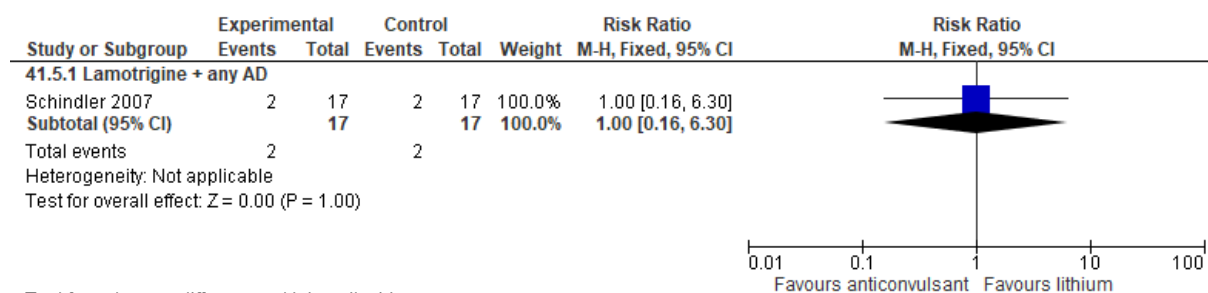 Experimental Control Risk Ratio Risk Ratio
Study or Subgroup Events Total Events Total Weight M-H, Fixed, 95% CI M-H, Fixed, 95% CI
41.5.1 Lamotrigine + any AD
Schindler 2007 2 17 2 17 100.0% 1.00 [0.16, 6.30]
Subtotal (95% CI) 17 17 100.0% 1.00 [0.16, 6.30]
Total events 2 2
Heterogeneity: Not applicable
Test for overall effect: Z = 0.00 (P = 1.00)
0.01 0.1 1 10 100
Favours anticonvulsant Favours lithium